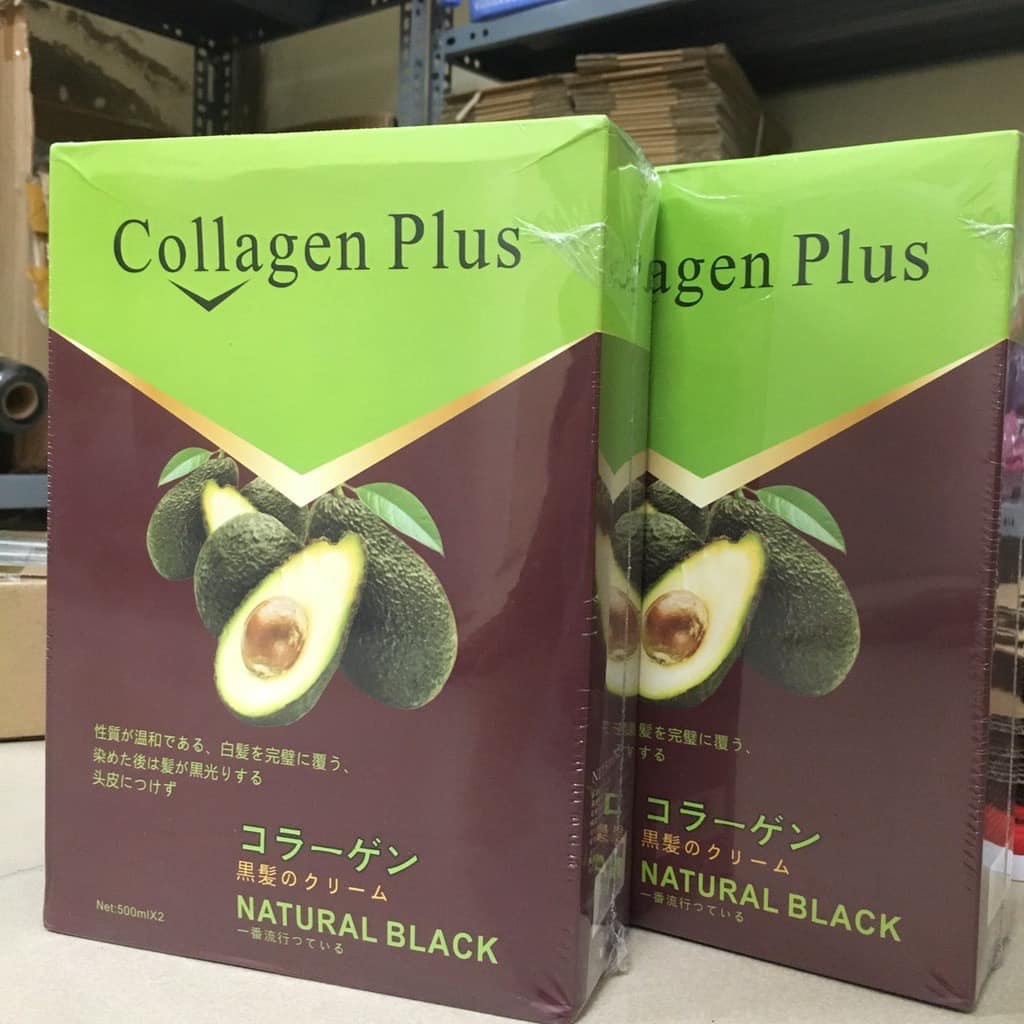 Collagen Plus
性質が温和である、白髪を完璧に覆う、
染めた後は髪が黒光りする
头皮につけず
コラーゲン
黒髪のクリーム
NATURAL BLACK
一番流行つている
Net:500mlX2
agen Plus
髪を完璧に覆う、
する
コラーゲン
黒髪のクリーム
NATURAL BLACK
一番流行つている